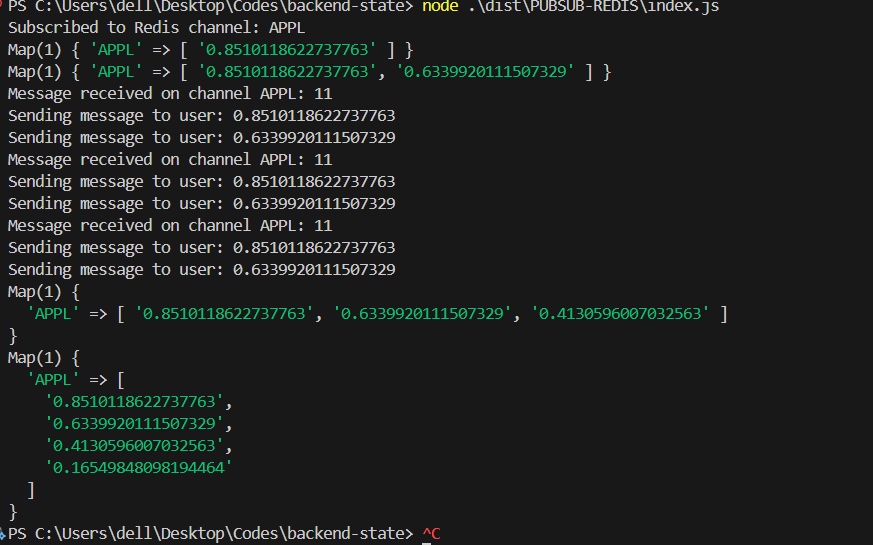 PS C:\Users\dell\Desktop\Codes\backend-state> node .\dist\PUBSUB-REDIS\index.js
Subscribed to Redis channel: APPL
Map(1) { 'APPL' => [ '0.8510118622737763' ] }
Map(1) { 'APPL' => [ '0.8510118622737763', '0.6339920111507329' ] }
Message received on channel APPL: 11
Sending message to user: 0.8510118622737763
Sending message to user: 0.6339920111507329
Message received on channel APPL: 11
Sending message to user: 0.8510118622737763
Sending message to user: 0.6339920111507329
Message received on channel APPL: 11
Sending message to user: 0.8510118622737763
Sending message to user: 0.6339920111507329
Map(1) {
  'APPL' => [ '0.8510118622737763', '0.6339920111507329', '0.4130596007032563' ]
}
Map(1) {
  'APPL' => [
    '0.8510118622737763',
    '0.6339920111507329',
    '0.4130596007032563',
    '0.16549848098194464'
  ]
}
PS C:\Users\dell\Desktop\Codes\backend-state> ^C